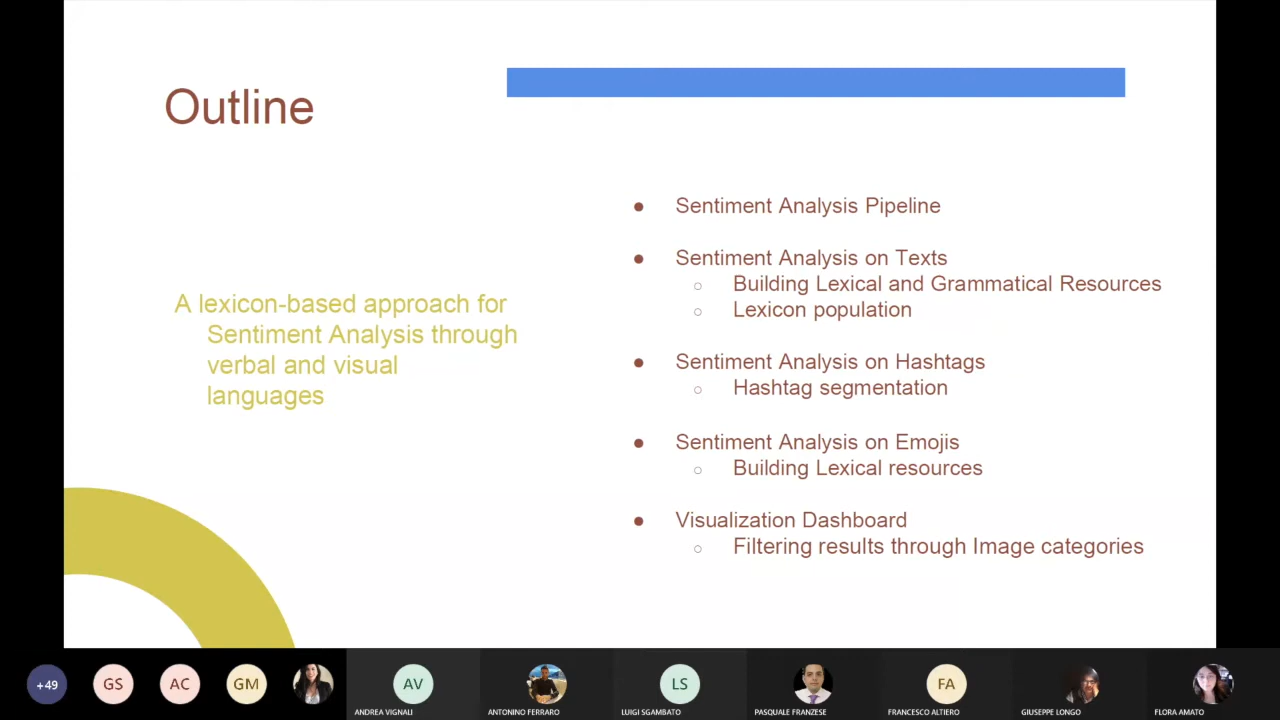 Outline
A lexicon-based approach for
Sentiment Analysis through
verbal and visual
languages
Sentiment Analysis Pipeline
Sentiment Analysis on Texts
Building Lexical and Grammatical Resources
Lexicon population
Sentiment Analysis on Hashtags
Hashtag segmentation
Sentiment Analysis on Emojis
Building Lexical resources
Visualization Dashboard
Filtering results through Image categories
+49
GS
AC
GM
AV
LS
FA
ANDREA VIGNALI
ANTONINO FERRARO
LUIGI SGAMBATO
PASQUALE FRANZESE
FRANCESCO ALTIERO
GIUSEPPE LONGO
FLORA AMATO